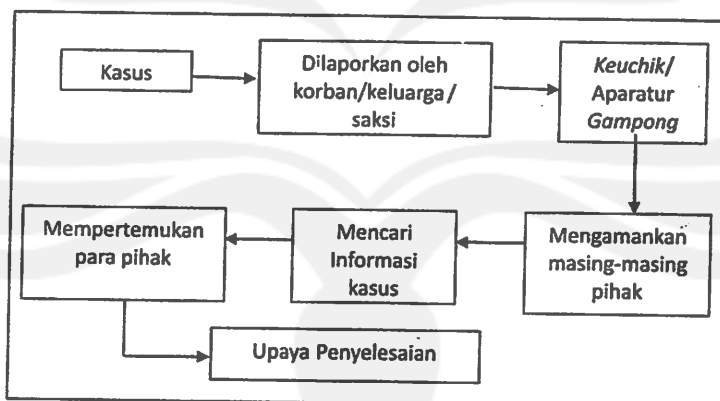 Kasus
Dilaporkan oleh
korban/keluarga/
saksi
Keuchik/
Aparatur
Gampong
Mengamankan
masing-masing
pihak
Mencari
Informasi
kasus
Mempertemukan
para pihak
Upaya Penyelesaian